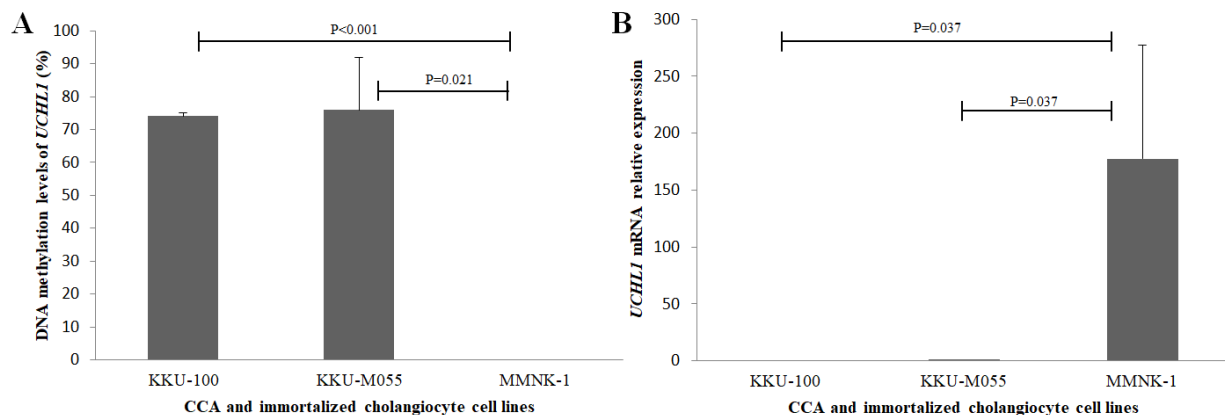 A
DNA methylation levels of UCHL1 (%)
100
90
80
70
60
50
40
30
20
10
0
P<0.001
P=0.021
KKU-100 KKU-M055 MMNK-1
CCA and immortalized cholangiocyte cell lines
B
UCHL1 mRNA relative expression
300
250
200
150
100
50
0
P=0.037
P=0.037
KKU-100 KKU-M055 MMNK-1
CCA and immortalized cholangiocyte cell lines